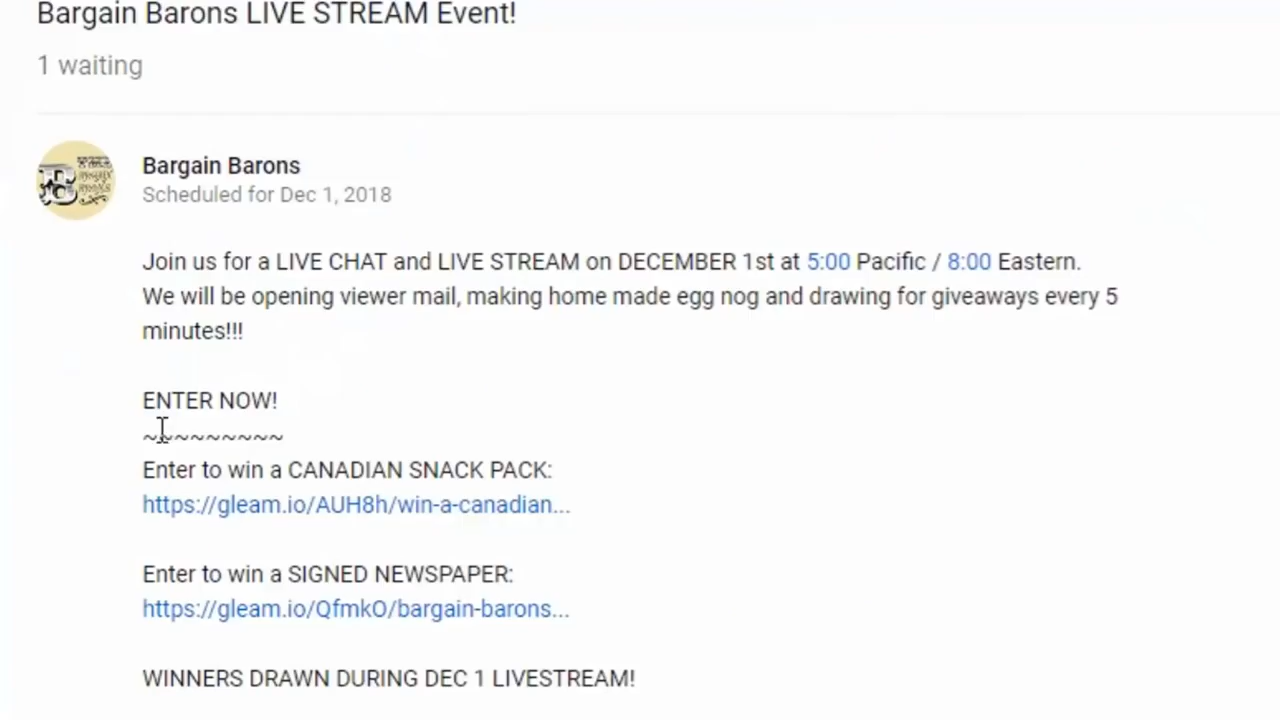 Bargain Barons LIVE STREAM Event!
1 waiting
Bargain Barons
Scheduled for Dec 1, 2018
Join us for a LIVE CHAT and LIVE STREAM on DECEMBER 1st at 5:00 Pacific / 8:00 Eastern.
We will be opening viewer mail, making home made egg nog and drawing for giveaways every 5
minutes!!!
ENTER NOW!
~~~~~~~~~
Enter to win a CANADIAN SNACK PACK:
https://gleam.io/AUH8h/win-a-canadian...
Enter to win a SIGNED NEWSPAPER:
https://gleam.io/QfmkO/bargain-barons...
WINNERS DRAWN DURING DEC 1 LIVESTREAM!